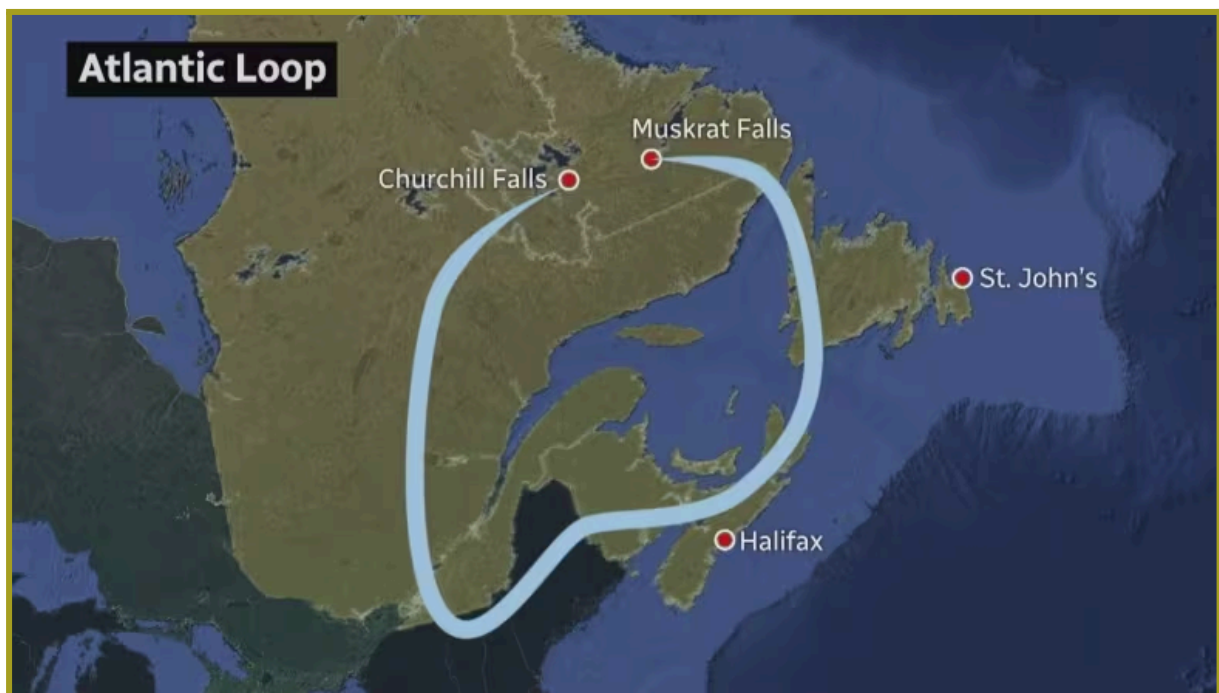 Atlantic Loop
Muskrat Falls
Churchill Falls
St. John's
Halifax